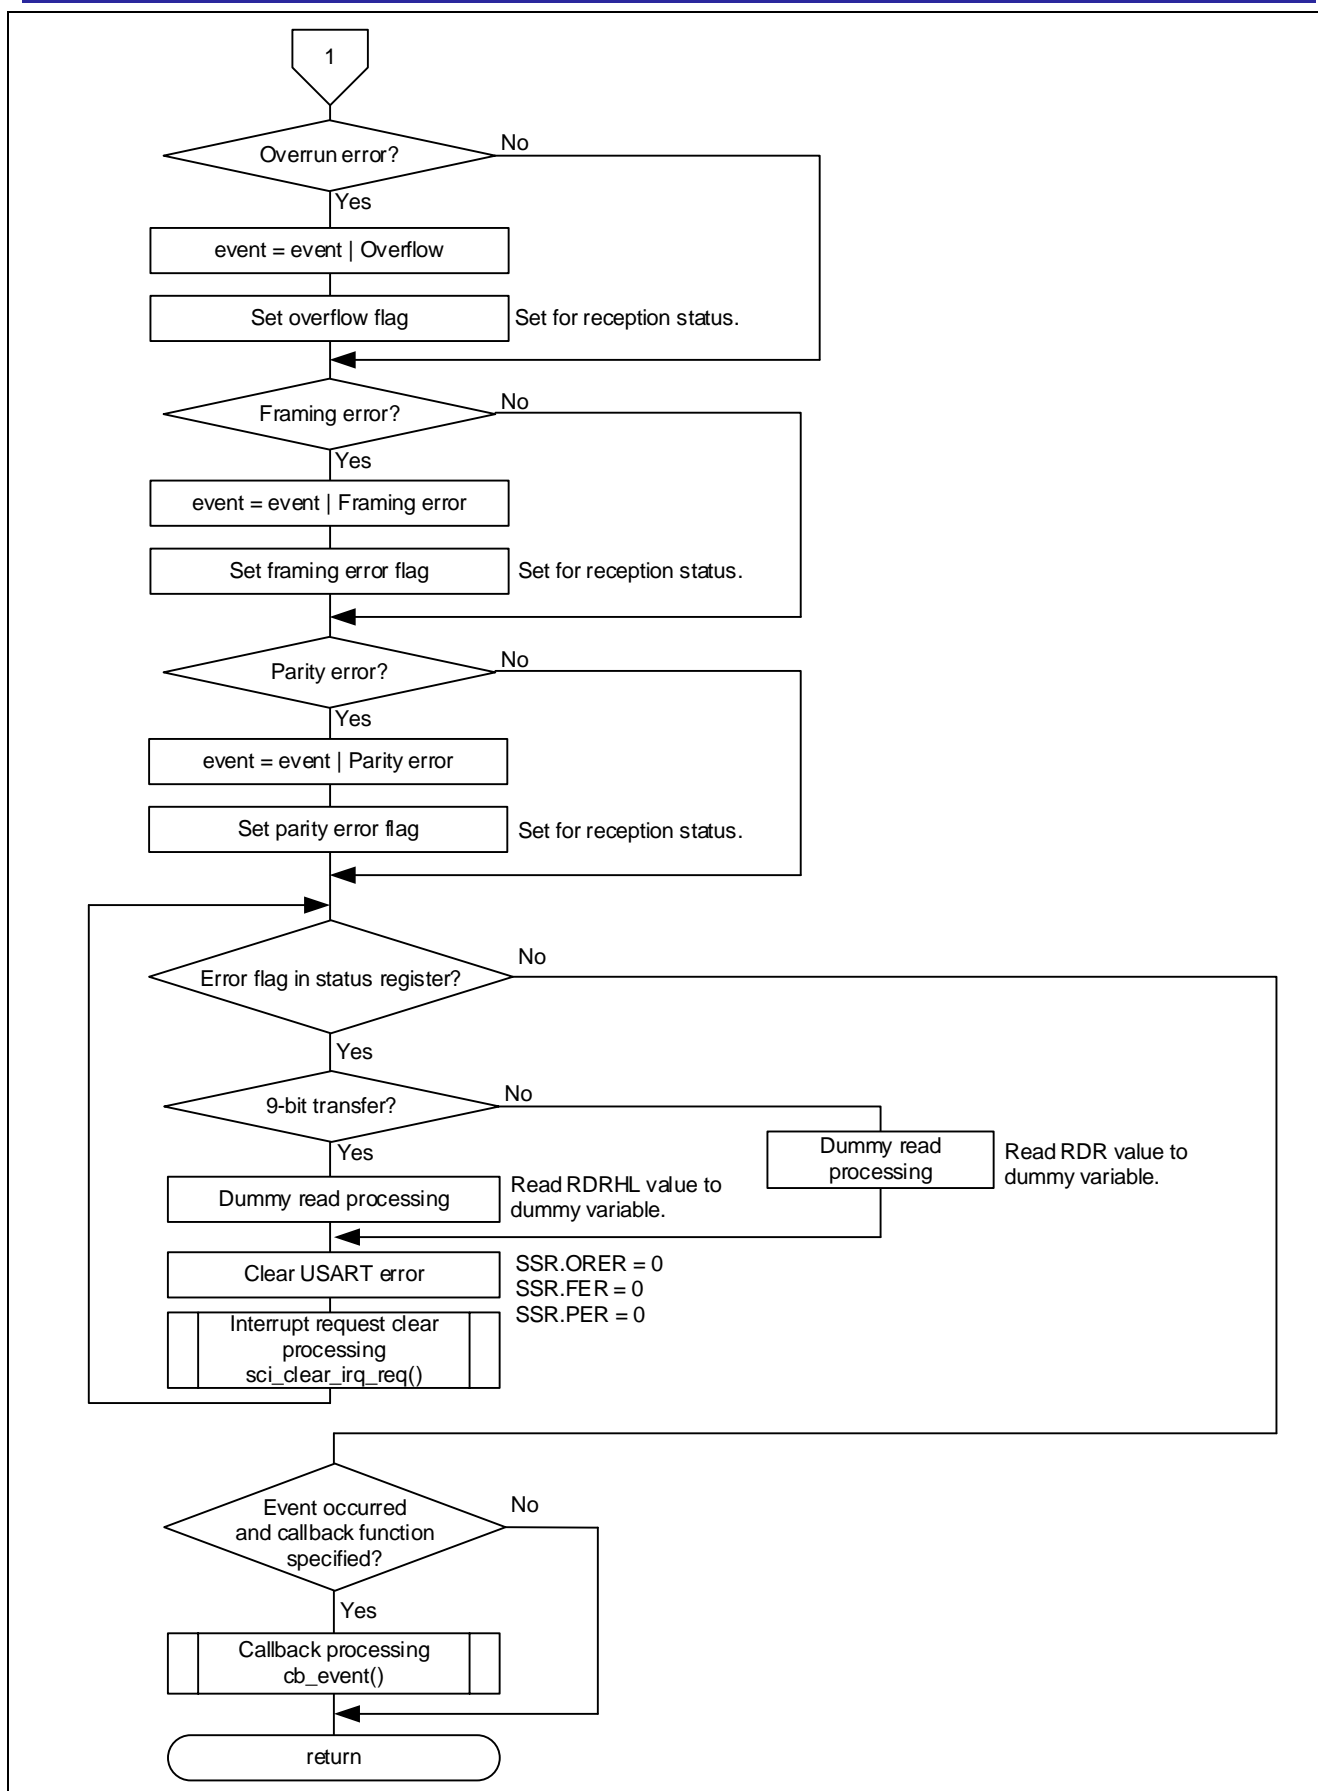 1
Overrun error?
No
Yes
event = event | Overflow
Set overflow flag
Set for reception status.
Framing error?
No
Yes
event = event | Framing error
Set framing error flag
Set for reception status.
Parity error?
No
Yes
event = event | Parity error
Set parity error flag
Set for reception status.
Error flag in status register?
No
Yes
9-bit transfer?
No
Yes
Dummy read
processing
Read RDR value to
dummy variable.
Dummy read processing
Read RDRHL value to
dummy variable.
Clear USART error
SSR.ORER = 0
SSR.FER = 0
SSR.PER = 0
Interrupt request clear
processing
sci_clear_irq_req()
Event occurred
and callback function
specified?
No
Yes
Callback processing
cb_event()
return